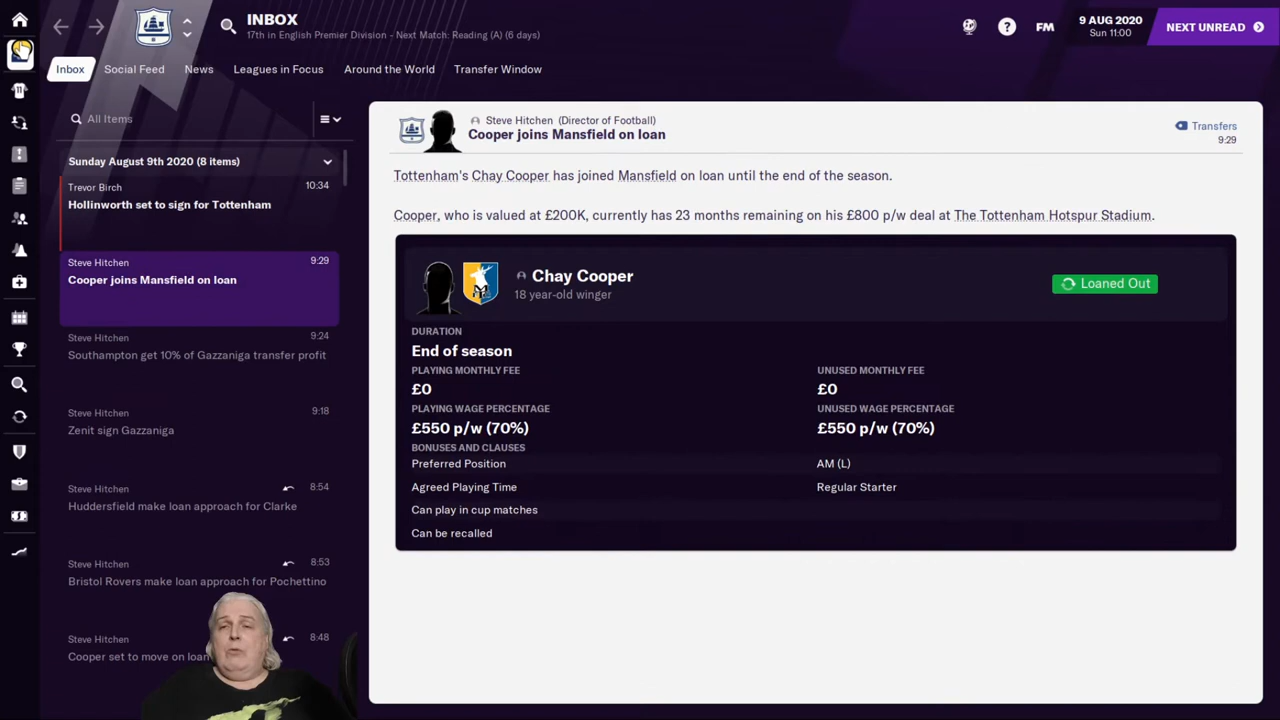 INBOX
17th in English Premier Division - Next Match: Reading (A) (6 days)
FM
9 AUG 2020
Sun 11:00
NEXT UNREAD
Inbox
Social Feed
News
Leagues in Focus
Around the World
Transfer Window
All Items
Sunday August 9th 2020 (8 items)
Trevor Birch 10:34
Hollinworth set to sign for Tottenham
Steve Hitchen 9:29
Cooper joins Mansfield on loan
Steve Hitchen 9:24
Southampton get 10% of Gazzaniga transfer profit
Steve Hitchen 9:18
Zenit sign Gazzaniga
Steve Hitchen 8:54
Huddersfield make loan approach for Clarke
Steve Hitchen 8:53
Bristol Rovers make loan approach for Pochettino
Steve Hitchen 8:48
Cooper set to move on loan
Steve Hitchen (Director of Football)
Cooper joins Mansfield on loan
Transfers
9:29
Tottenham's Chay Cooper has joined Mansfield on loan until the end of the season.
Cooper, who is valued at £200K, currently has 23 months remaining on his £800 p/w deal at The Tottenham Hotspur Stadium.
Chay Cooper
18 year-old winger
Loaned Out
DURATION
End of season
PLAYING MONTHLY FEE UNUSED MONTHLY FEE
£0 £0
PLAYING WAGE PERCENTAGE UNUSED WAGE PERCENTAGE
£550 p/w (70%) £550 p/w (70%)
BONUSES AND CLAUSES
Preferred Position AM (L)
Agreed Playing Time Regular Starter
Can play in cup matches
Can be recalled